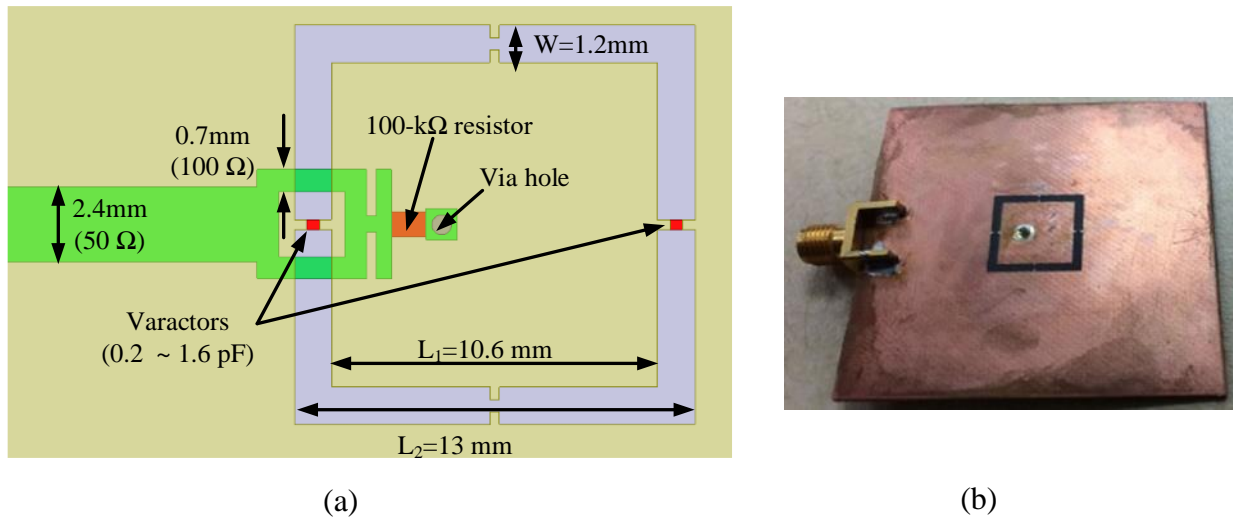 W=1.2mm
0.7mm
(100 Ω)
100-kΩ resistor
Via hole
2.4mm
(50 Ω)
Varactors
(0.2 ~ 1.6 pF)
L₁=10.6 mm
L₂=13 mm
(a)
(b)